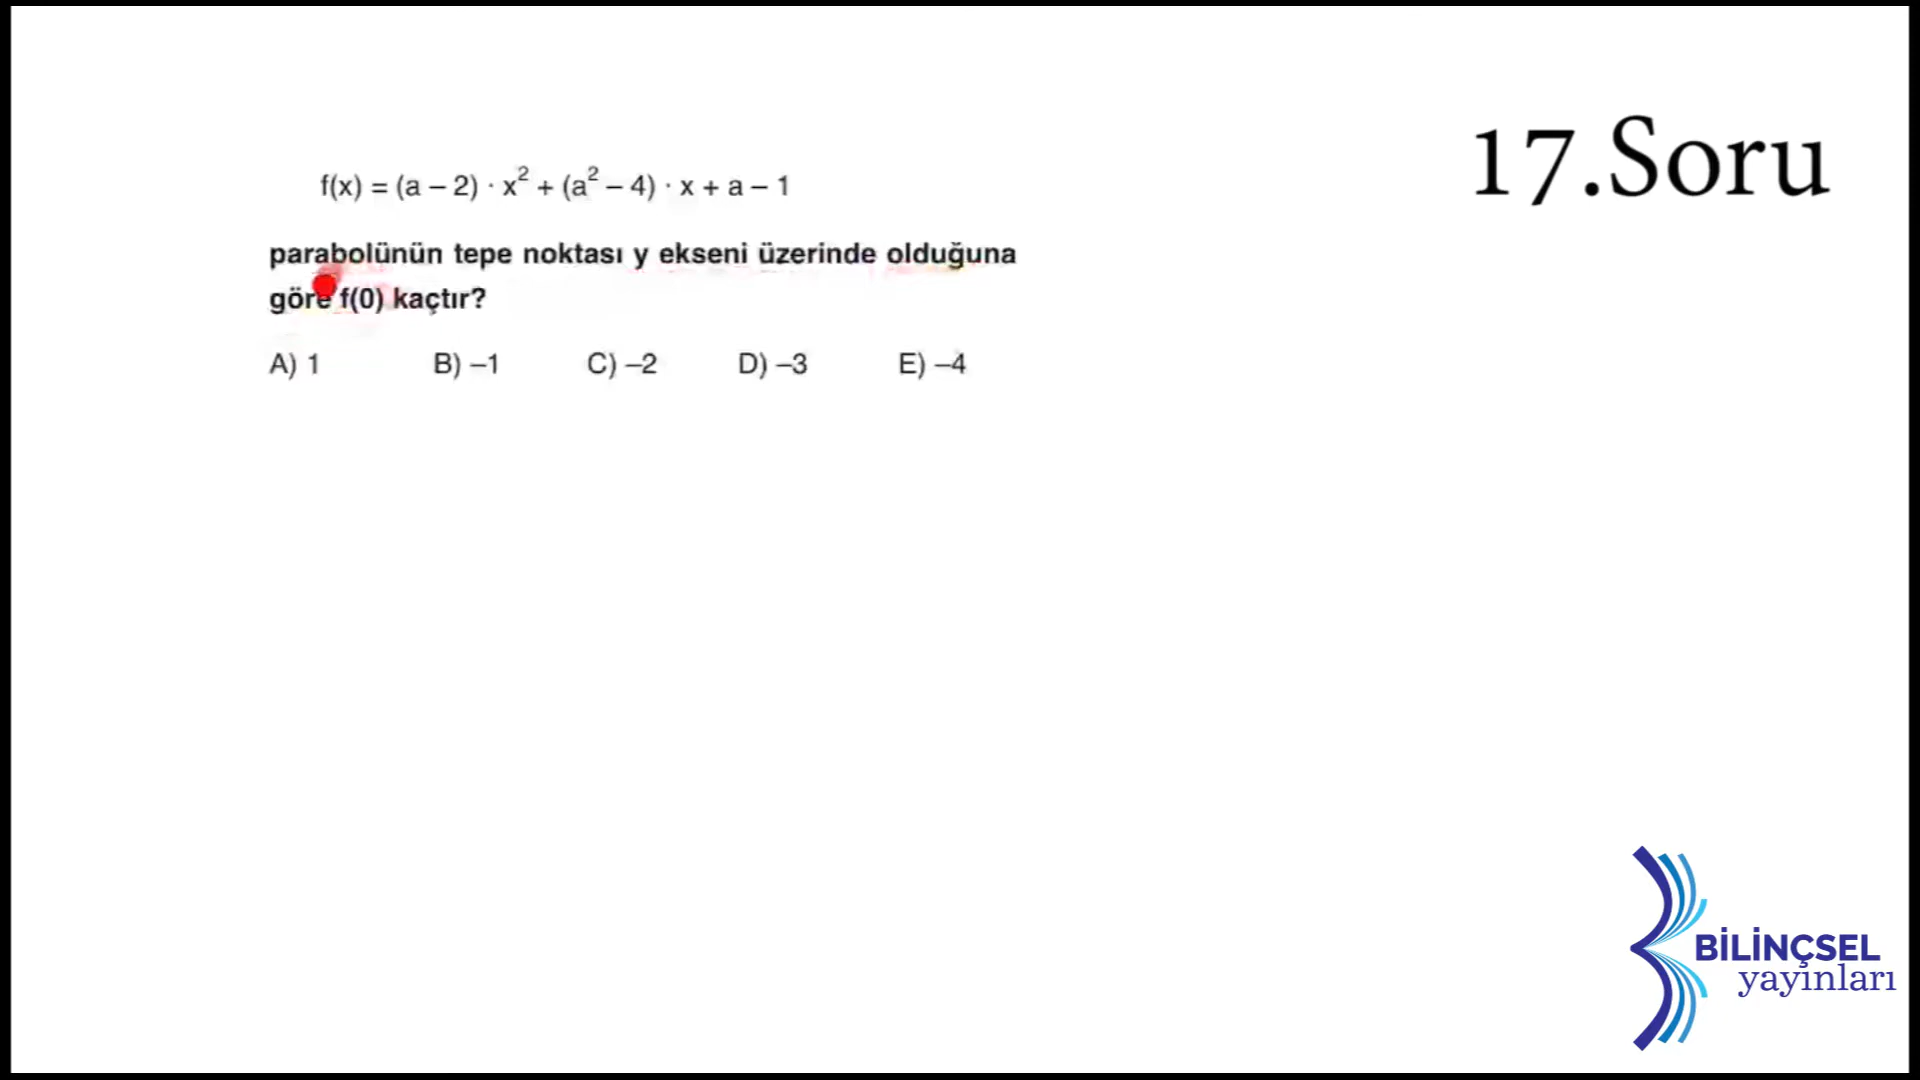 17.Soru
f(x) = (a – 2) · x² + (a² – 4) · x + a – 1
parabolünün tepe noktası y ekseni üzerinde olduğuna
göre f(0) kaçtır?
A) 1 B) –1 C) –2 D) –3 E) –4
BİLİNÇSEL
yayınları